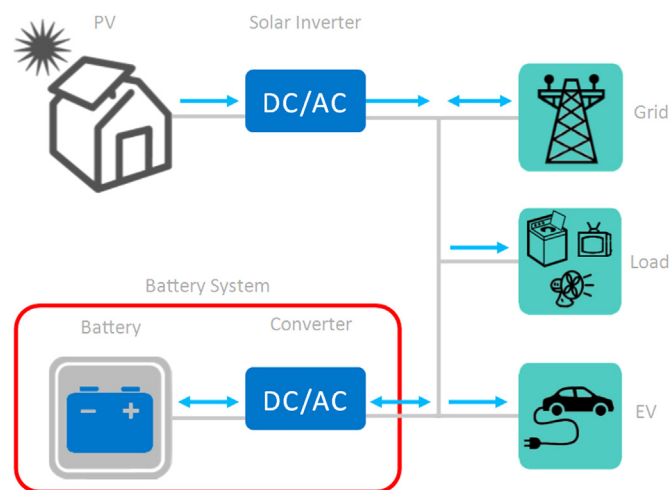 PV
Solar Inverter
DC/AC
Grid
Load
Battery System
Battery
Converter
DC/AC
EV